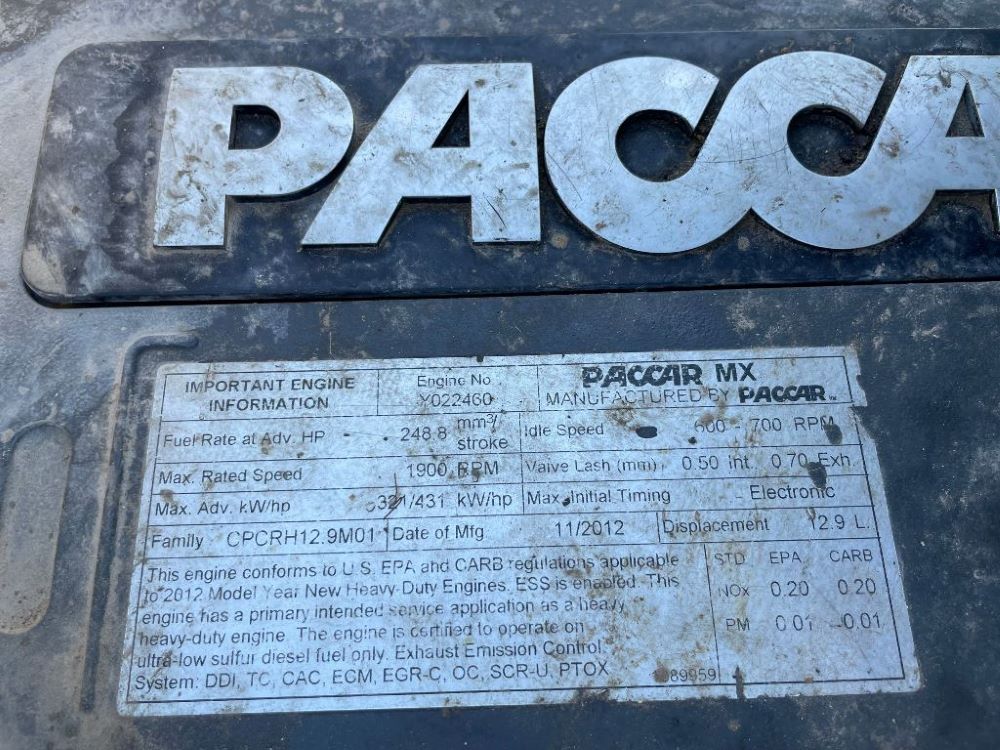 PACCA
IMPORTANT ENGINE
INFORMATION
Engine No
Y022460
PACCAR MX
MANUFACTURED BY PACCAR TM
Fuel Rate at Adv. HP 248.8 mm³/
stroke
Idle Speed 600 - 700 RPM
Max. Rated Speed 1900 RPM
Valve Lash (mm) 0.50 Int. 0.70 Exh.
Max. Adv. kW/hp 321/431 kW/hp
Max. Initial Timing Electronic
Family CPCRH12.9M01
Date of Mfg 11/2012
Displacement 12.9 L.
This engine conforms to U.S. EPA and CARB regulations applicable
to 2012 Model Year New Heavy-Duty Engines. ESS is enabled. This
engine has a primary intended service application as a heavy
heavy-duty engine. The engine is certified to operate on
ultra-low sulfur diesel fuel only. Exhaust Emission Control
System: DDI, TC, CAC, ECM, EGR-C, OC, SCR-U, PTOX
STD EPA CARB
NOx 0.20 0.20
PM 0.01 0.01